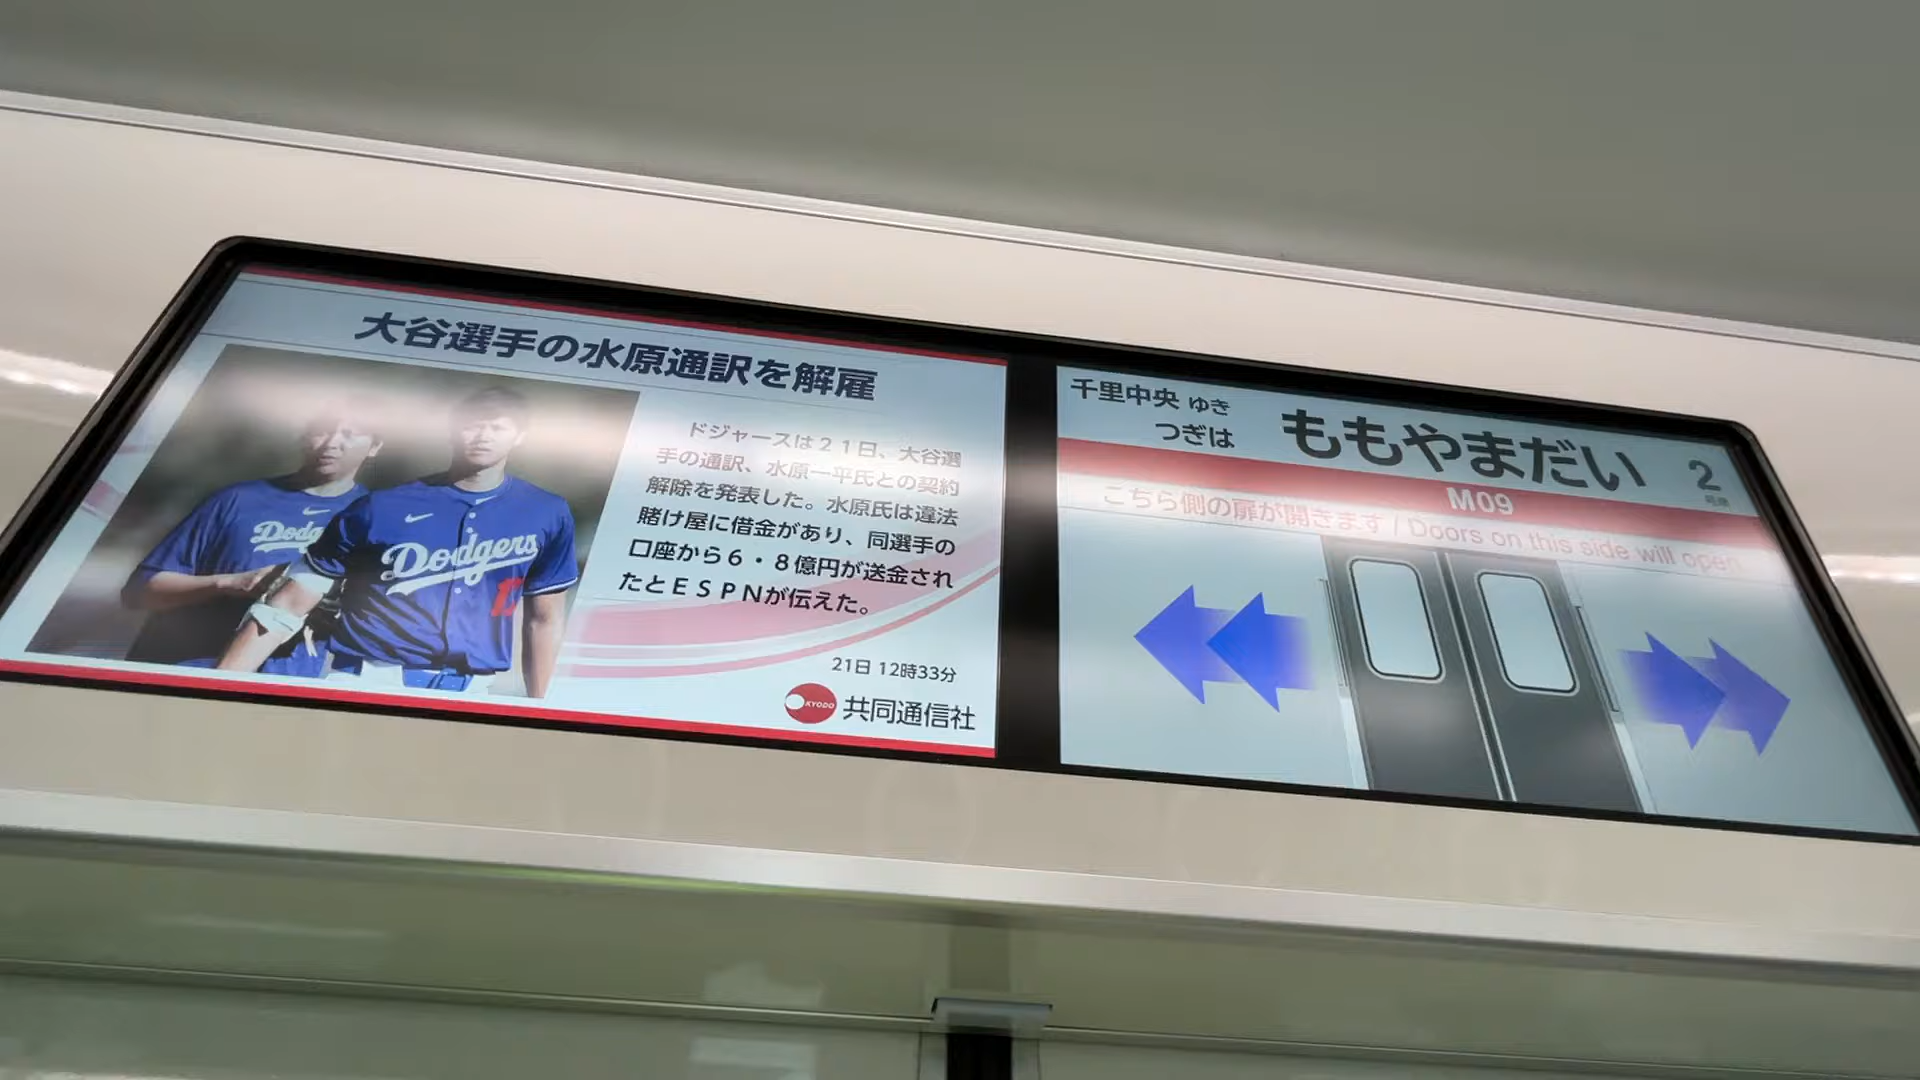 大谷選手の水原通訳を解雇
ドジャースは21日、大谷選
手の通訳、水原一平氏との契約
解除を発表した。水原氏は違法
賭け屋に借金があり、同選手の
口座から6・8億円が送金され
たとESPNが伝えた。
21日 12時33分
KYODO 共同通信社
Dodg
Dodgers
千里中央 ゆき
つぎは ももやまだい
2
号車
M09
こちら側の扉が開きます / Doors on this side will open